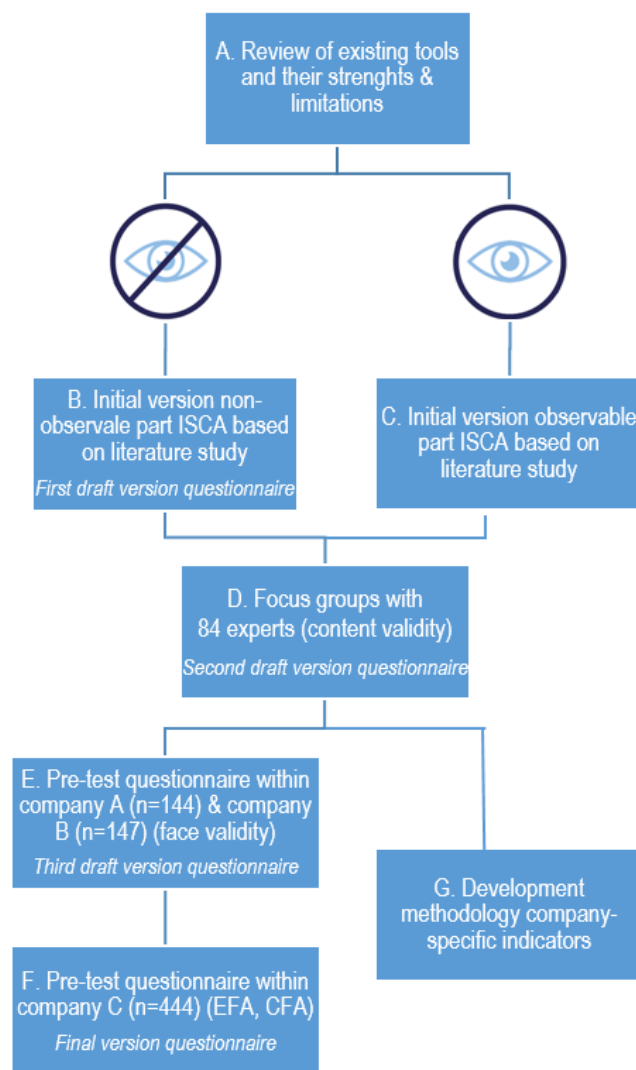 A. Review of existing tools
and their strenghts &
limitations
B. Initial version non-
observale part ISCA based
on literature study
First draft version questionnaire
C. Initial version observable
part ISCA based on
literature study
D. Focus groups with
84 experts (content validity)
Second draft version questionnaire
E. Pre-test questionnaire within
company A (n=144) & company
B (n=147) (face validity)
Third draft version questionnaire
G. Development
methodology company-
specific indicators
F. Pre-test questionnaire within
company C (n=444) (EFA, CFA)
Final version questionnaire